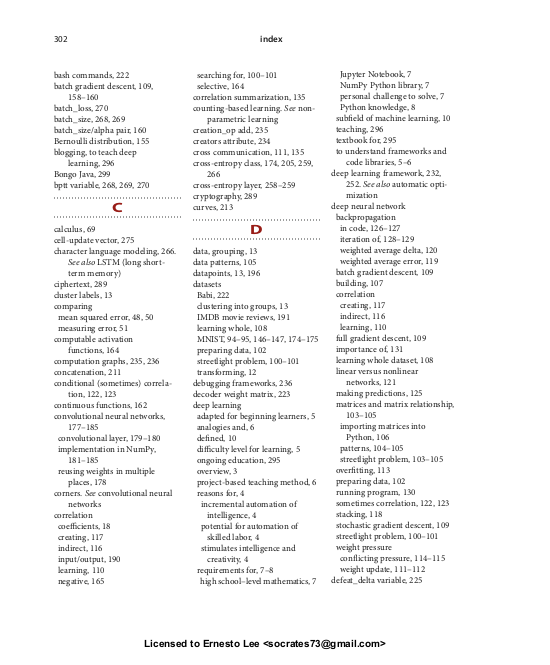 302
index
bash commands, 222
batch gradient descent, 109,
158–160
batch_loss, 270
batch_size, 268, 269
batch_size/alpha pair, 160
Bernoulli distribution, 155
blogging, to teach deep
learning, 296
Bongo Java, 299
bptt variable, 268, 269, 270
C
calculus, 69
cell-update vector, 275
character language modeling, 266.
See also LSTM (long short-
term memory)
ciphertext, 289
cluster labels, 13
comparing
mean squared error, 48, 50
measuring error, 51
computable activation
functions, 164
computation graphs, 235, 236
concatenation, 211
conditional (sometimes) correla-
tion, 122, 123
continuous functions, 162
convolutional neural networks,
177–185
convolutional layer, 179–180
implementation in NumPy,
181–185
reusing weights in multiple
places, 178
corners. See convolutional neural
networks
correlation
coefficients, 18
creating, 117
indirect, 116
input/output, 190
learning, 110
negative, 165
searching for, 100–101
selective, 164
correlation summarization, 135
counting-based learning. See non-
parametric learning
creation_op add, 235
creators attribute, 234
cross communication, 111, 135
cross-entropy class, 174, 205, 259,
266
cross-entropy layer, 258–259
cryptography, 289
curves, 213
D
data, grouping, 13
data patterns, 105
datapoints, 13, 196
datasets
Babi, 222
clustering into groups, 13
IMDB movie reviews, 191
learning whole, 108
MNIST, 94–95, 146–147, 174–175
preparing data, 102
streetlight problem, 100–101
transforming, 12
debugging frameworks, 236
decoder weight matrix, 223
deep learning
adapted for beginning learners, 5
analogies and, 6
defined, 10
difficulty level for learning, 5
ongoing education, 295
overview, 3
project-based teaching method, 6
reasons for, 4
incremental automation of
intelligence, 4
potential for automation of
skilled labor, 4
stimulates intelligence and
creativity, 4
requirements for, 7–8
high school–level mathematics, 7
Jupyter Notebook, 7
NumPy Python library, 7
personal challenge to solve, 7
Python knowledge, 8
subfield of machine learning, 10
teaching, 296
textbook for, 295
to understand frameworks and
code libraries, 5–6
deep learning framework, 232,
252. See also automatic opti-
mization
deep neural network
backpropagation
in code, 126–127
iteration of, 128–129
weighted average delta, 120
weighted average error, 119
batch gradient descent, 109
building, 107
correlation
creating, 117
indirect, 116
learning, 110
full gradient descent, 109
importance of, 131
learning whole dataset, 108
linear versus nonlinear
networks, 121
making predictions, 125
matrices and matrix relationship,
103–105
importing matrices into
Python, 106
patterns, 104–105
streetlight problem, 103–105
overfitting, 113
preparing data, 102
running program, 130
sometimes correlation, 122, 123
stacking, 118
stochastic gradient descent, 109
streetlight problem, 100–101
weight pressure
conflicting pressure, 114–115
weight update, 111–112
defeat_delta variable, 225
Licensed to Ernesto Lee <socrates73@gmail.com>